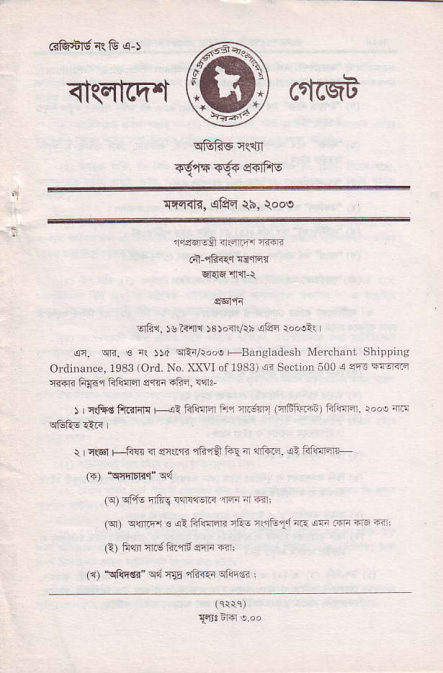 রেজিস্টার্ড নং ডি এ-১
গণপ্রজাতন্ত্রী বাংলাদেশ
সরকার
বাংলাদেশ গেজেট
অতিরিক্ত সংখ্যা
কর্তৃপক্ষ কর্তৃক প্রকাশিত
মঙ্গলবার, এপ্রিল ২৯, ২০০৩
গণপ্রজাতন্ত্রী বাংলাদেশ সরকার
নৌ-পরিবহণ মন্ত্রণালয়
জাহাজ শাখা-২
প্রজ্ঞাপন
তারিখ, ১৬ বৈশাখ ১৪১০বাং/২৯ এপ্রিল ২০০৩ইং।
এস, আর, ও নং ১১৫ আইন/২০০৩।—Bangladesh Merchant Shipping
Ordinance, 1983 (Ord. No. XXVI of 1983) এর Section 500 এ প্রদত্ত ক্ষমতাবলে
সরকার নিম্নরূপ বিধিমালা প্রণয়ন করিল, যথাঃ-
১। সংক্ষিপ্ত শিরোনাম।—এই বিধিমালা শিপ সার্ভেয়াস্ (সার্টিফিকেট) বিধিমালা, ২০০৩ নামে
অভিহিত হইবে।
২। সংজ্ঞা।—বিষয় বা প্রসংগের পরিপন্থী কিছু না থাকিলে, এই বিধিমালায়—
(ক) “অসদাচারণ” অর্থ
(অ) অর্পিত দায়িত্ব যথাযথভাবে পালন না করা;
(আ) অধ্যাদেশ ও এই বিধিমালার সহিত সংগতিপূর্ণ নহে এমন কোন কাজ করা;
(ই) মিথ্যা সার্ভে রিপোর্ট প্রদান করা;
(খ) “অধিদপ্তর” অর্থ সমুদ্র পরিবহন অধিদপ্তর;
(৭২২৭)
মূল্যঃ টাকা ৩.০০